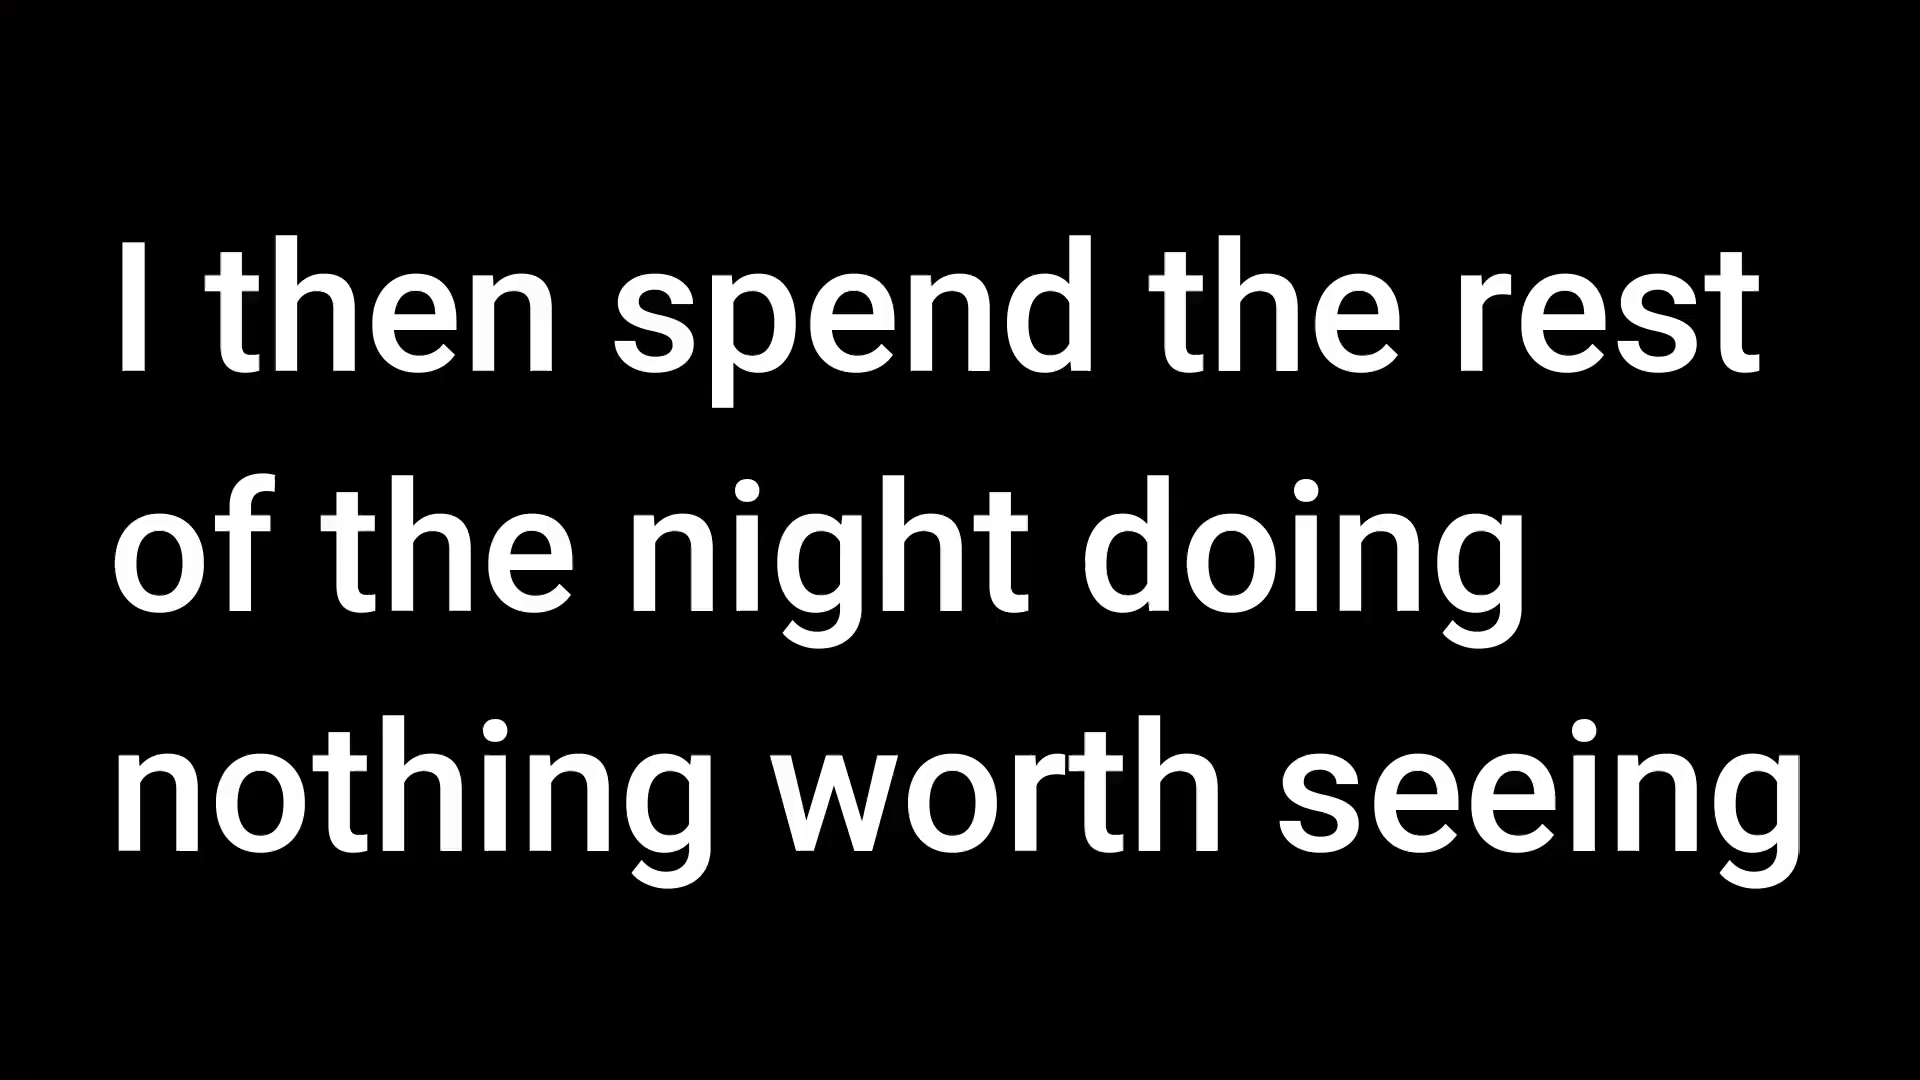 I then spend the rest
of the night doing
nothing worth seeing